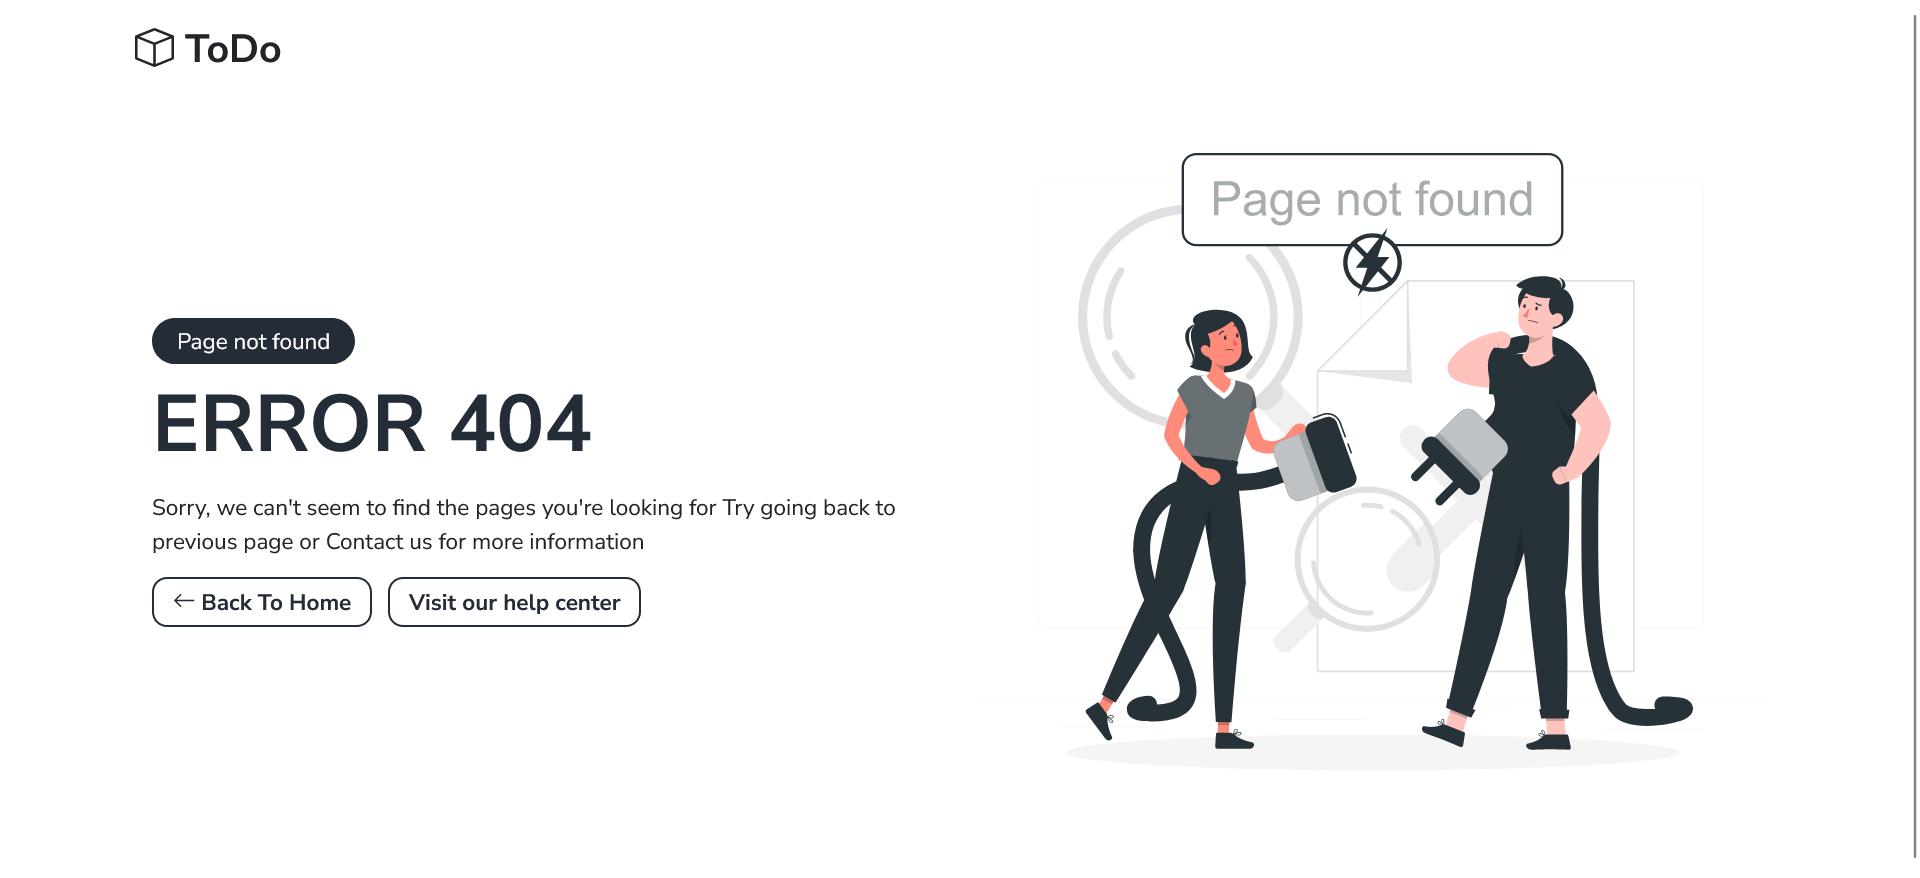 ToDo
Page not found
Page not found
ERROR 404
Sorry, we can't seem to find the pages you're looking for Try going back to
previous page or Contact us for more information
Back To Home
Visit our help center